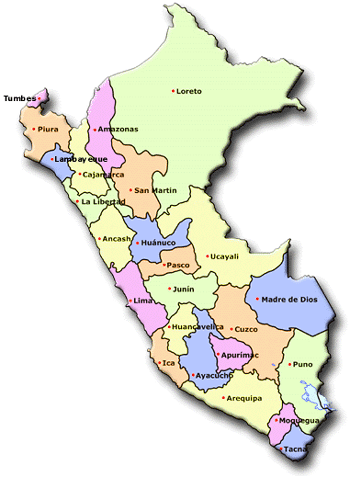 Loreto
Tumbes
Piura
Amazonas
Lambayeque
Cajamarca
San Martín
La Libertad
Ancash
Huánuco
Ucayali
Pasco
Junín
Madre de Dios
Lima
Huancavelica
Cuzco
Apurímac
Ica
Puno
Ayacucho
Arequipa
Moquegua
Tacna